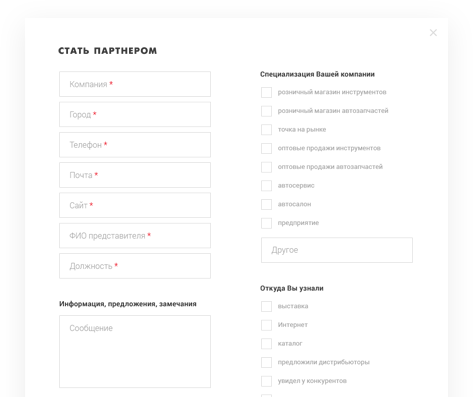 СТАТЬ ПАРТНЕРОМ
Компания *
Город *
Телефон *
Почта *
Сайт *
ФИО представителя *
Должность *
Информация, предложения, замечания
Сообщение
Специализация Вашей компании
розничный магазин инструментов
розничный магазин автозапчастей
точка на рынке
оптовые продажи инструментов
оптовые продажи автозапчастей
автосервис
автосалон
предприятие
Другое
Откуда Вы узнали
выставка
Интернет
каталог
предложили дистрибьюторы
увидел у конкурентов